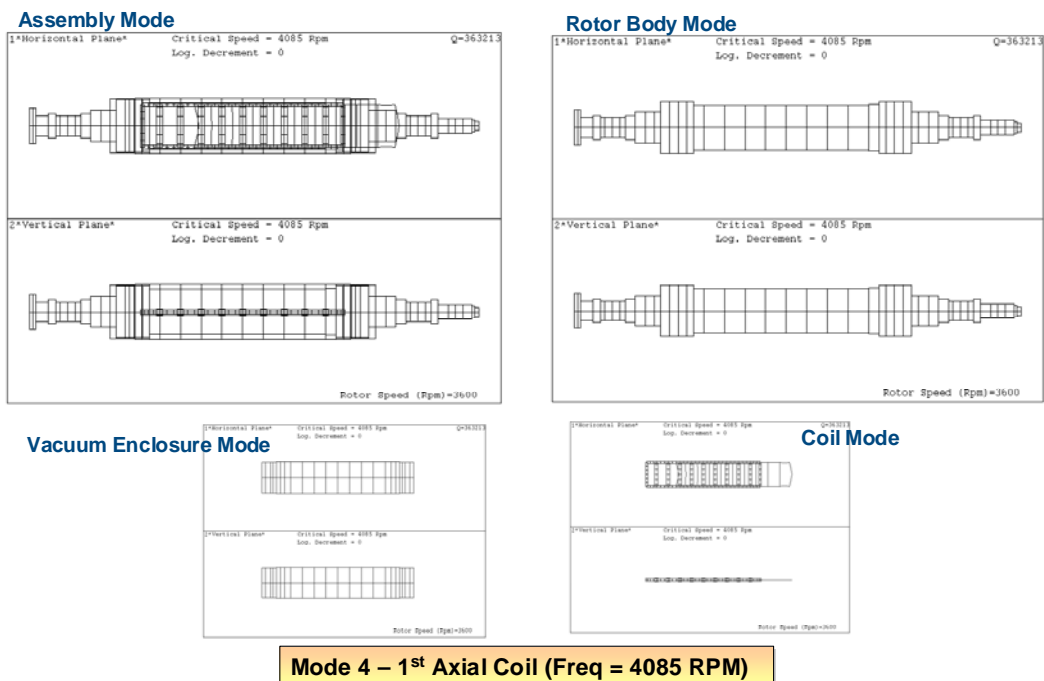 Assembly Mode
1*Horizontal Plane* Critical Speed = 4085 Rpm Q=363213
Log. Decrement = 0
2*Vertical Plane* Critical Speed = 4085 Rpm
Log. Decrement = 0
Rotor Speed (Rpm)=3600
Rotor Body Mode
1*Horizontal Plane* Critical Speed = 4085 Rpm Q=363213
Log. Decrement = 0
2*Vertical Plane* Critical Speed = 4085 Rpm
Log. Decrement = 0
Rotor Speed (Rpm)=3600
Vacuum Enclosure Mode
1*Horizontal Plane* Critical Speed = 4085 Rpm Q=363213
Log. Decrement = 0
2*Vertical Plane* Critical Speed = 4085 Rpm
Log. Decrement = 0
Rotor Speed (Rpm)=3600
Coil Mode
1*Horizontal Plane* Critical Speed = 4085 Rpm Q=363213
Log. Decrement = 0
2*Vertical Plane* Critical Speed = 4085 Rpm
Log. Decrement = 0
Rotor Speed (Rpm)=3600
Mode 4 – 1st Axial Coil (Freq = 4085 RPM)